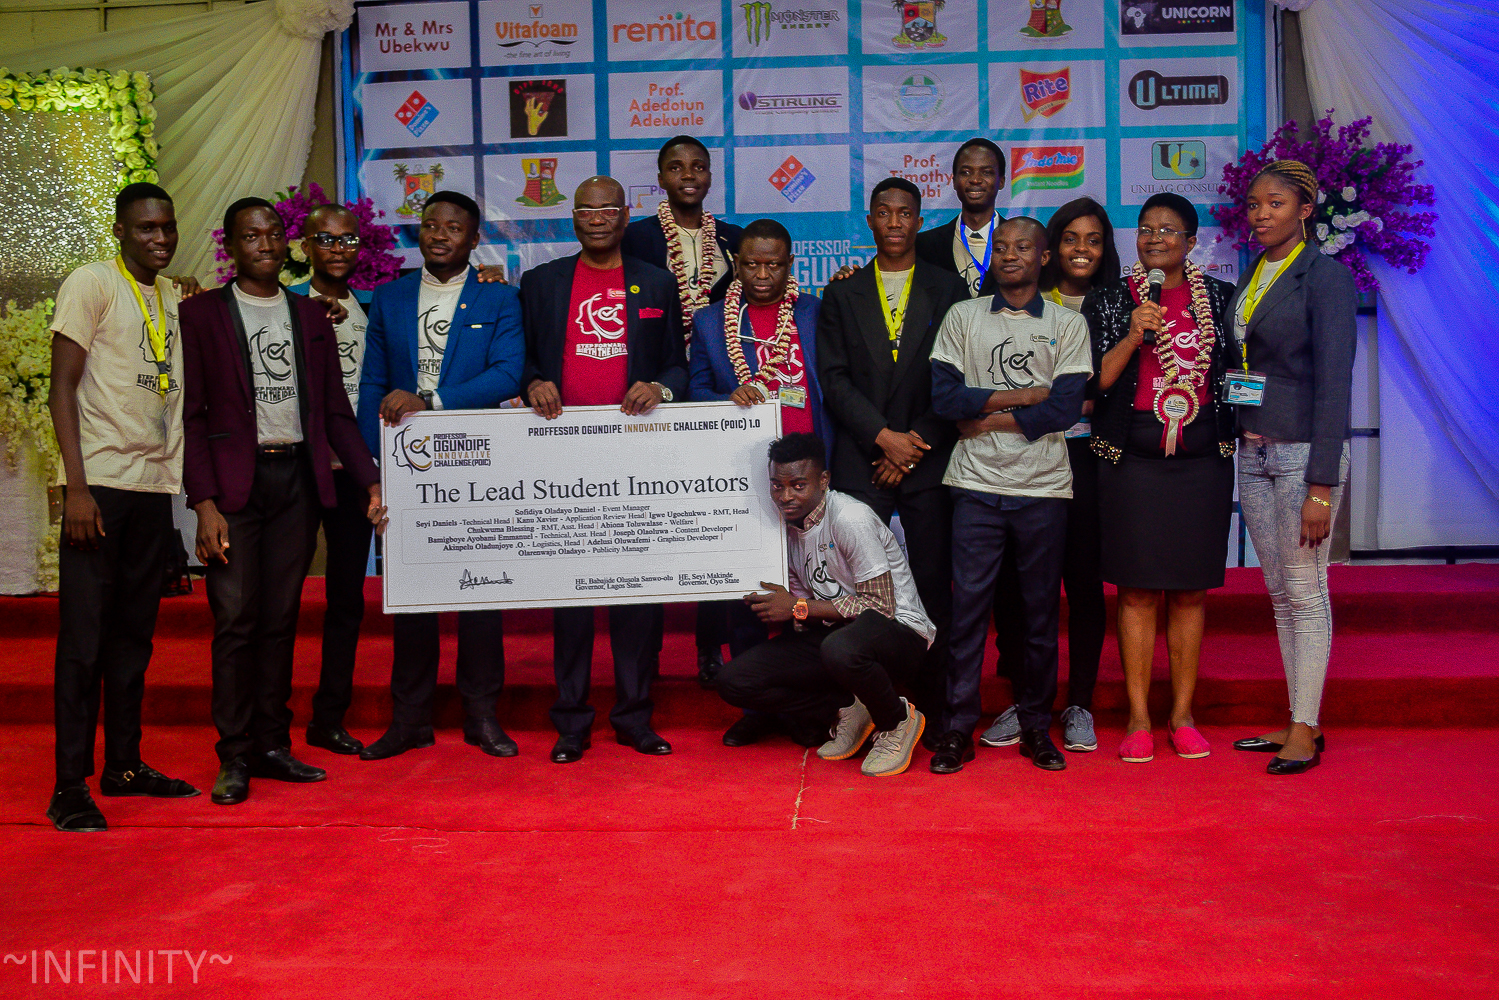 Mr & Mrs
Ubekwu
Vitafoam
-the fine art of living
remita
MONSTER
ENERGY
UNICORN
Prof.
Adedotun
Adekunle
STIRLING
Rite
ULTIMA
Indomie
Prof.
Timothy
UNILAG CONSULT
PROFESSOR
STEP FORWARD
BIRTH THE IDEA
PROFESSOR
OGUNDIPE
INNOVATIVE
CHALLENGE(POIC)
PROFFESSOR OGUNDIPE INNOVATIVE CHALLENGE (POIC) 1.0
The Lead Student Innovators
Sofidiya Oladayo Daniel - Event Manager
Seyi Daniels -Technical Head | Kanu Xavier - Application Review Head| Igwe Ugochukwu - RMT, Head
Chukwuma Blessing - RMT, Asst. Head | Abiona Toluwalase - Welfare |
Bamigboye Ayobami Emmanuel - Technical, Asst. Head | Joseph Olaoluwa - Content Developer |
Akinpelu Oladunjoye .O. - Logistics, Head | Adelusi Oluwafemi - Graphics Developer |
Olarenwaju Oladayo - Publicity Manager
HE, Babajide Olusola Sanwo-olu
Governor, Lagos State.
HE, Seyi Makinde
Governor, Oyo State
~INFINITY~